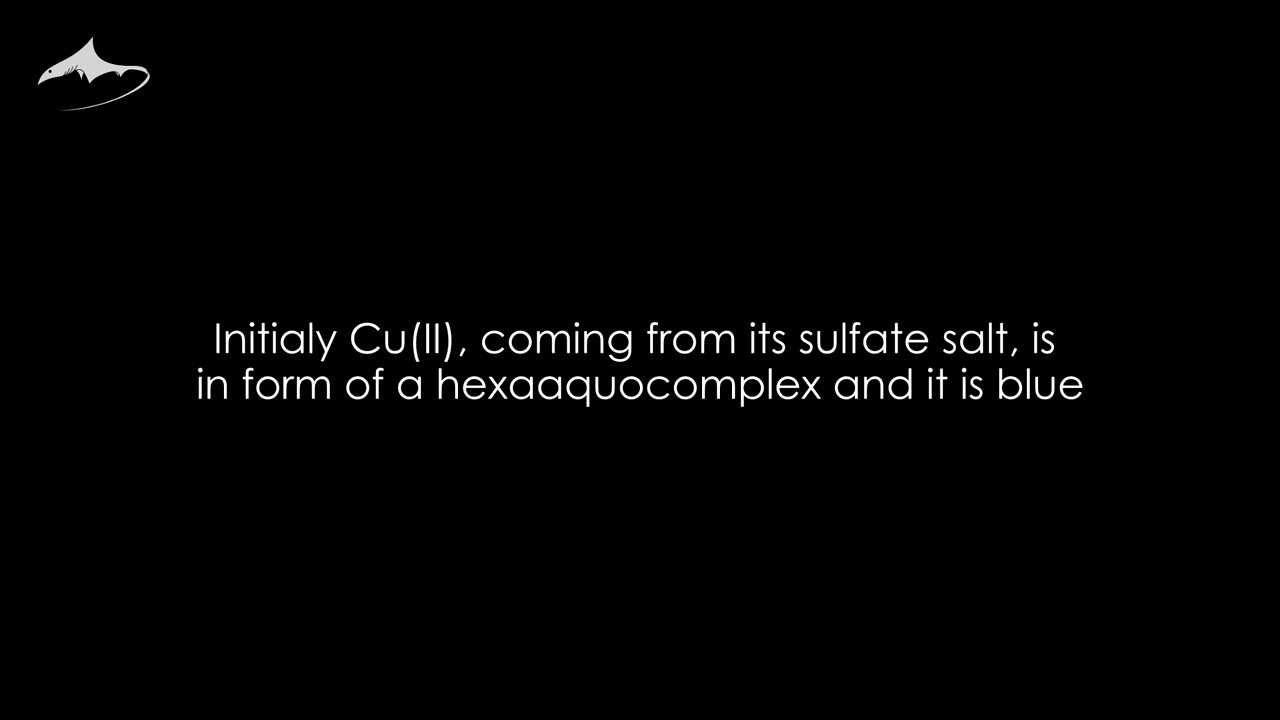 Initialy Cu(II), coming from its sulfate salt, is
in form of a hexaaquocomplex and it is blue